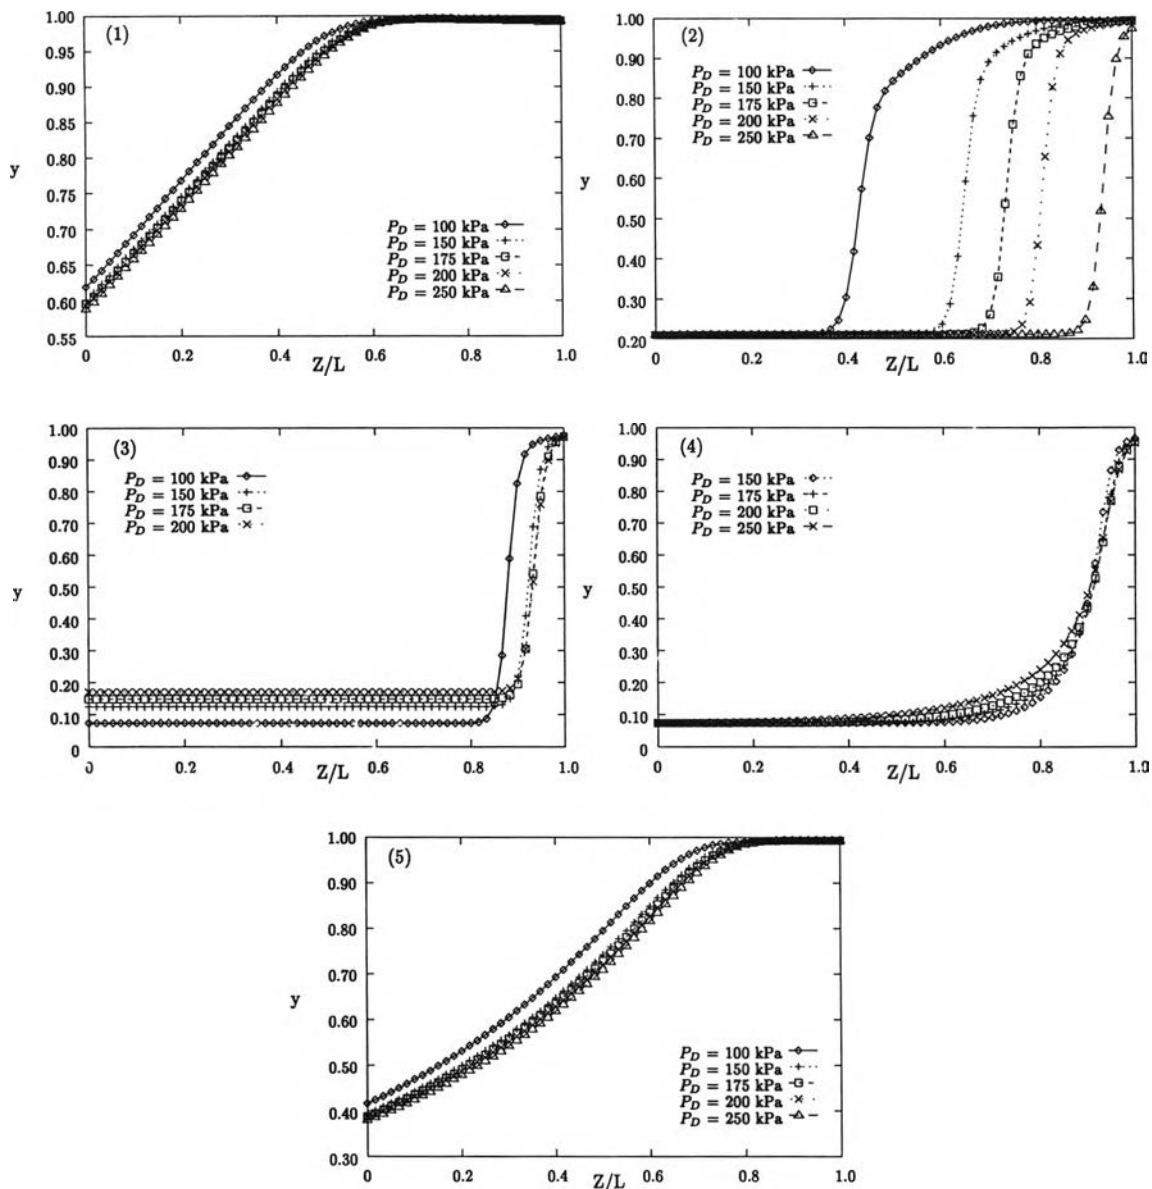 (1)
1.00
0.95
0.90
0.85
0.80
0.75
0.70
0.65
0.60
0.55
y
P_D = 100 kPa
P_D = 150 kPa
P_D = 175 kPa
P_D = 200 kPa
P_D = 250 kPa
0 0.2 0.4 0.6 0.8 1.0
Z/L
(2)
1.00
0.90
0.80
0.70
0.60
0.50
0.40
0.30
0.20
y
P_D = 100 kPa
P_D = 150 kPa
P_D = 175 kPa
P_D = 200 kPa
P_D = 250 kPa
0 0.2 0.4 0.6 0.8 1.0
Z/L
(3)
1.00
0.90
0.80
0.70
0.60
0.50
0.40
0.30
0.20
0.10
0
y
P_D = 100 kPa
P_D = 150 kPa
P_D = 175 kPa
P_D = 200 kPa
0 0.2 0.4 0.6 0.8 1.0
Z/L
(4)
1.00
0.90
0.80
0.70
0.60
0.50
0.40
0.30
0.20
0.10
0
y
P_D = 150 kPa
P_D = 175 kPa
P_D = 200 kPa
P_D = 250 kPa
0 0.2 0.4 0.6 0.8 1.0
Z/L
(5)
1.00
0.90
0.80
0.70
0.60
0.50
0.40
0.30
y
P_D = 100 kPa
P_D = 150 kPa
P_D = 175 kPa
P_D = 200 kPa
P_D = 250 kPa
0 0.2 0.4 0.6 0.8 1.0
Z/L